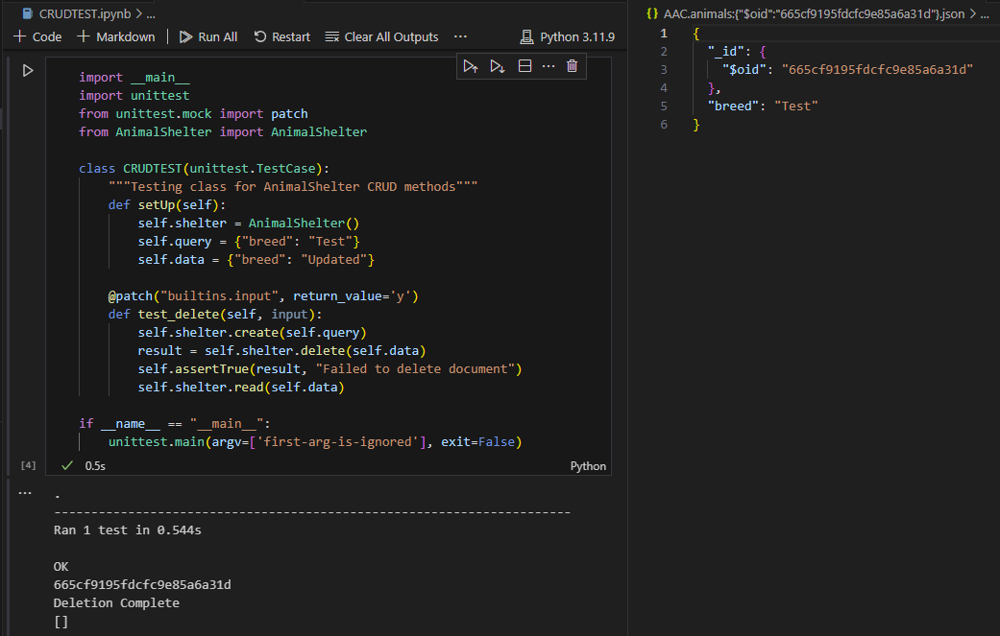 CRUDTEST.ipynb > ...
+ Code + Markdown | Run All Restart Clear All Outputs ... Python 3.11.9
import __main__
import unittest
from unittest.mock import patch
from AnimalShelter import AnimalShelter
class CRUDTEST(unittest.TestCase):
"""Testing class for AnimalShelter CRUD methods"""
def setUp(self):
self.shelter = AnimalShelter()
self.query = {"breed": "Test"}
self.data = {"breed": "Updated"}
@patch("builtins.input", return_value='y')
def test_delete(self, input):
self.shelter.create(self.query)
result = self.shelter.delete(self.data)
self.assertTrue(result, "Failed to delete document")
self.shelter.read(self.data)
if __name__ == "__main__":
unittest.main(argv=['first-arg-is-ignored'], exit=False)
[4] 0.5s Python
...
.
----------------------------------------------------------------------
Ran 1 test in 0.544s
OK
665cf9195fdcfc9e85a6a31d
Deletion Complete
[]
{} AAC.animals:{"$oid":"665cf9195fdcfc9e85a6a31d"}.json > ...
1 {
2 "_id": {
3 "$oid": "665cf9195fdcfc9e85a6a31d"
4 },
5 "breed": "Test"
6 }